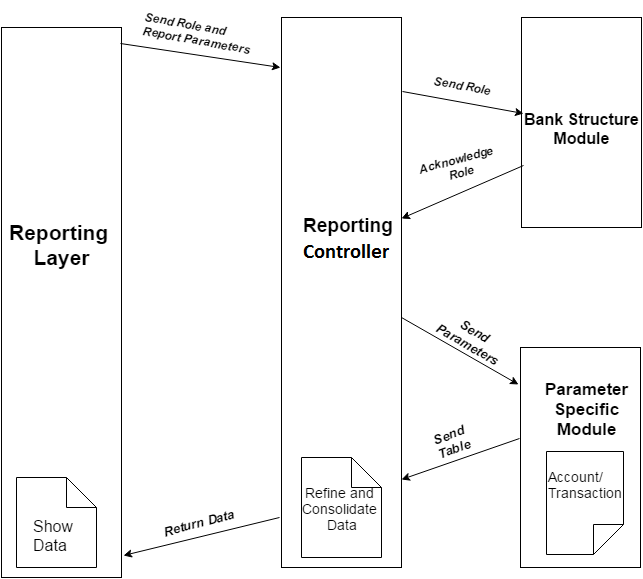 Send Role and
Report Parameters
Send Role
Bank Structure
Module
Acknowledge
Role
Reporting
Layer
Reporting
Controller
Send
Parameters
Parameter
Specific
Module
Send
Table
Account/
Transaction
Refine and
Consolidate
Data
Return Data
Show
Data